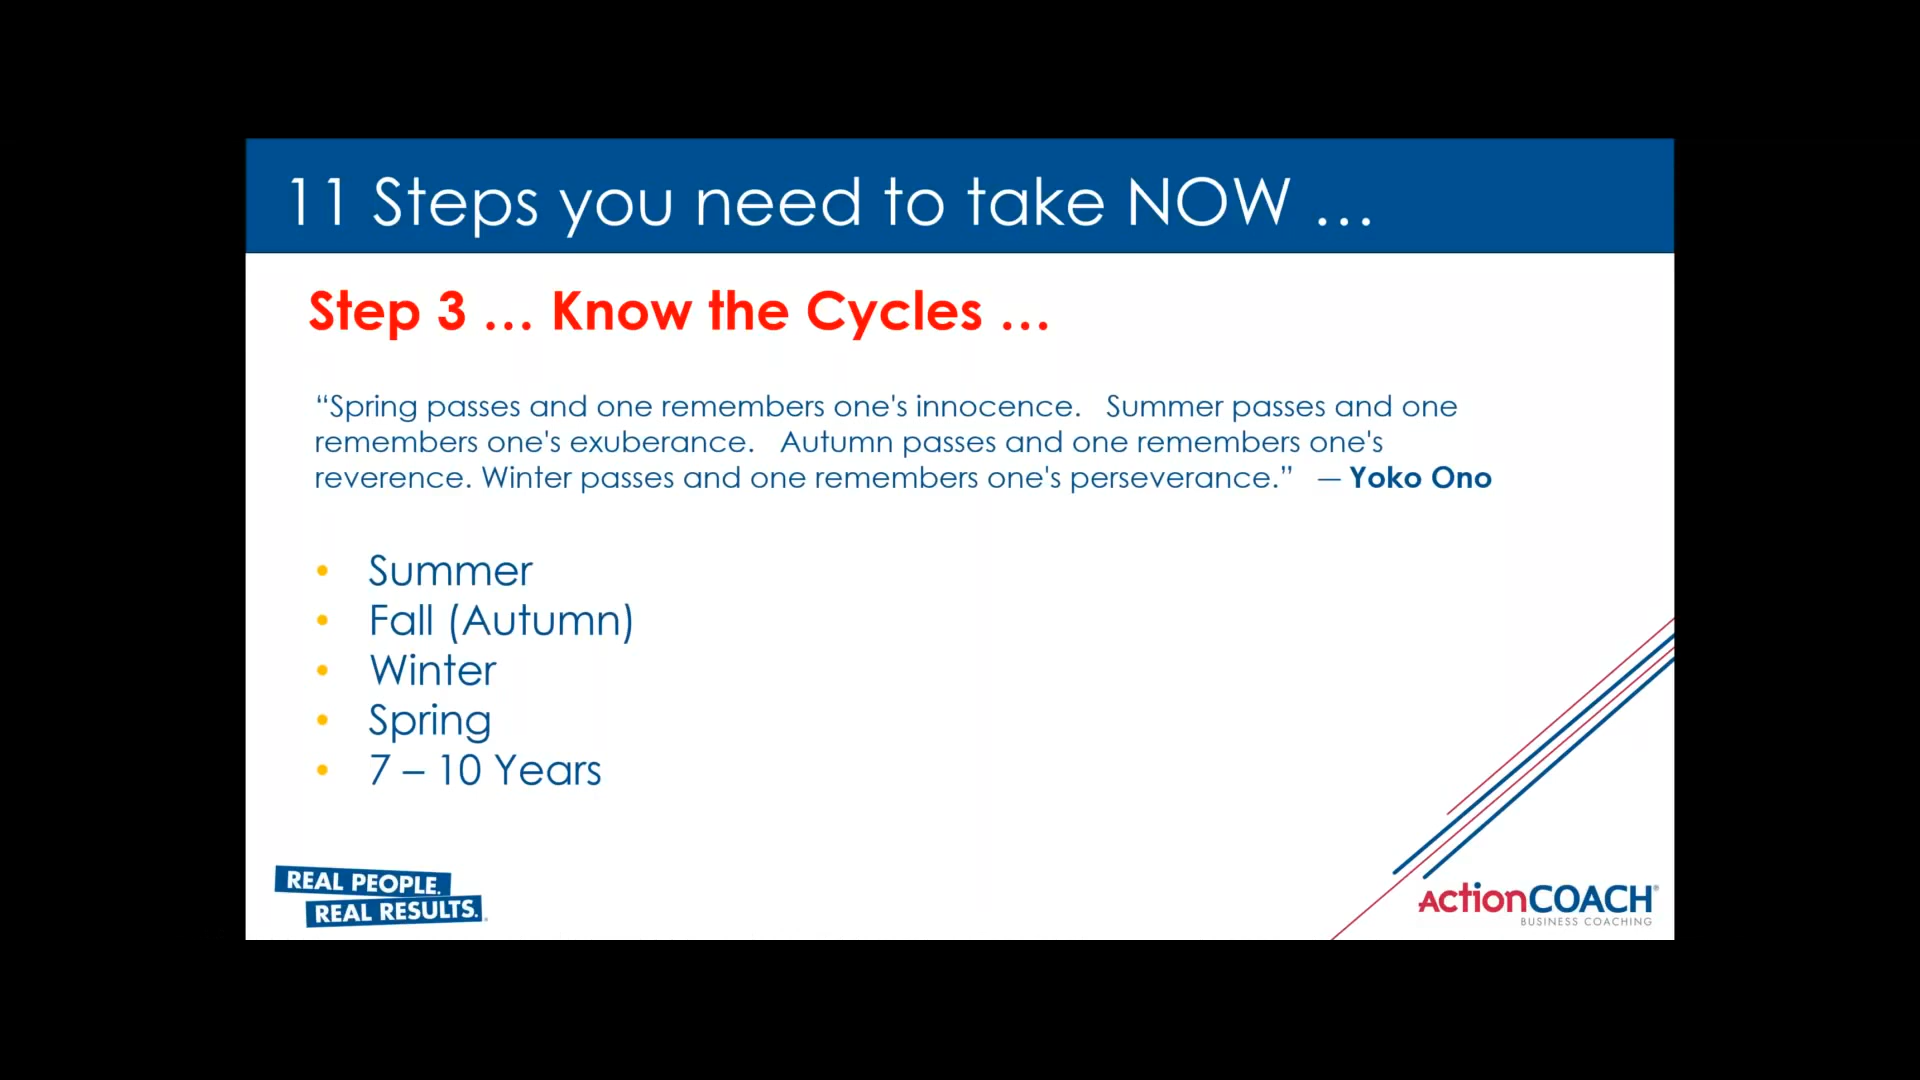 11 Steps you need to take NOW ...
Step 3 ... Know the Cycles ...
“Spring passes and one remembers one's innocence. Summer passes and one
remembers one's exuberance. Autumn passes and one remembers one's
reverence. Winter passes and one remembers one's perseverance.” — Yoko Ono
• Summer
• Fall (Autumn)
• Winter
• Spring
• 7 – 10 Years
REAL PEOPLE.
REAL RESULTS.
ActionCOACH®
BUSINESS COACHING